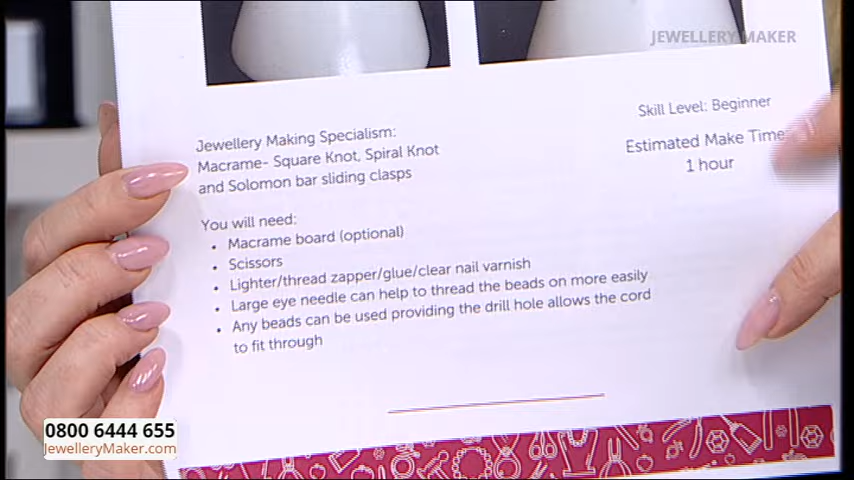 JEWELLERY MAKER
Skill Level: Beginner
Estimated Make Time
1 hour
Jewellery Making Specialism:
Macrame- Square Knot, Spiral Knot
and Solomon bar sliding clasps
You will need:
• Macrame board (optional)
• Scissors
• Lighter/thread zapper/glue/clear nail varnish
• Large eye needle can help to thread the beads on more easily
• Any beads can be used providing the drill hole allows the cord
to fit through
0800 6444 655
JewelleryMaker.com